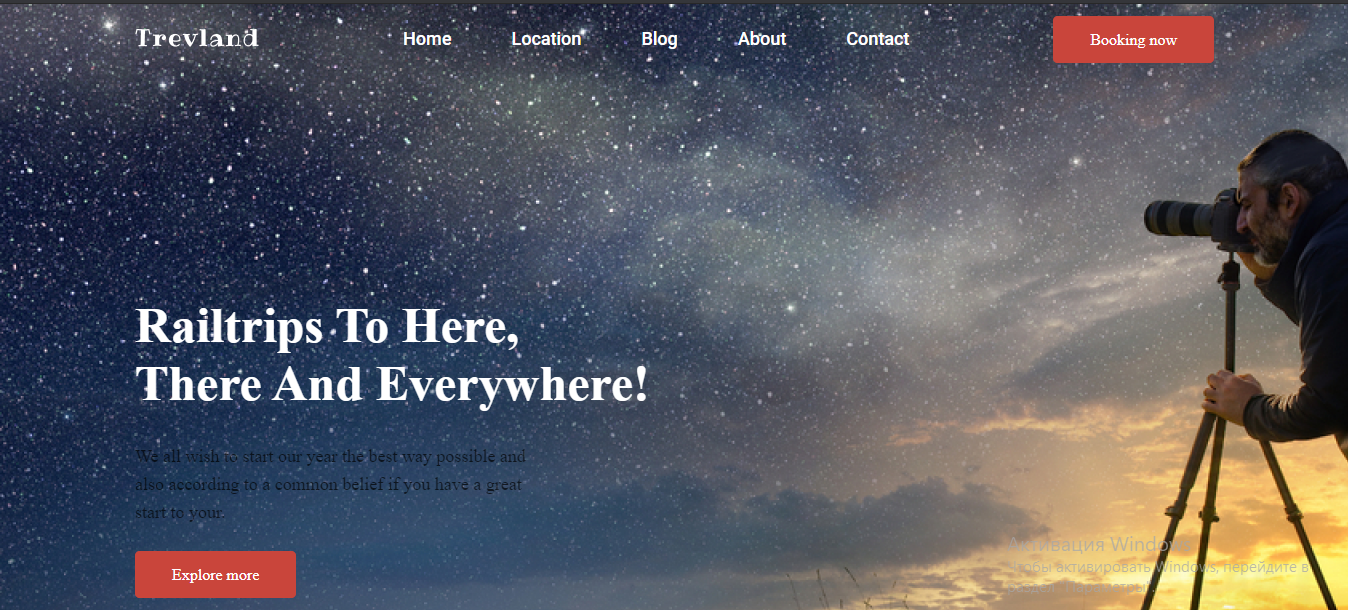 Trevland
Home
Location
Blog
About
Contact
Booking now
Railtrips To Here,
There And Everywhere!
We all wish to start our year the best way possible and
also according to a common belief if you have a great
start to your.
Explore more
Активация Windows
Чтобы активировать Windows, перейдите в
раздел